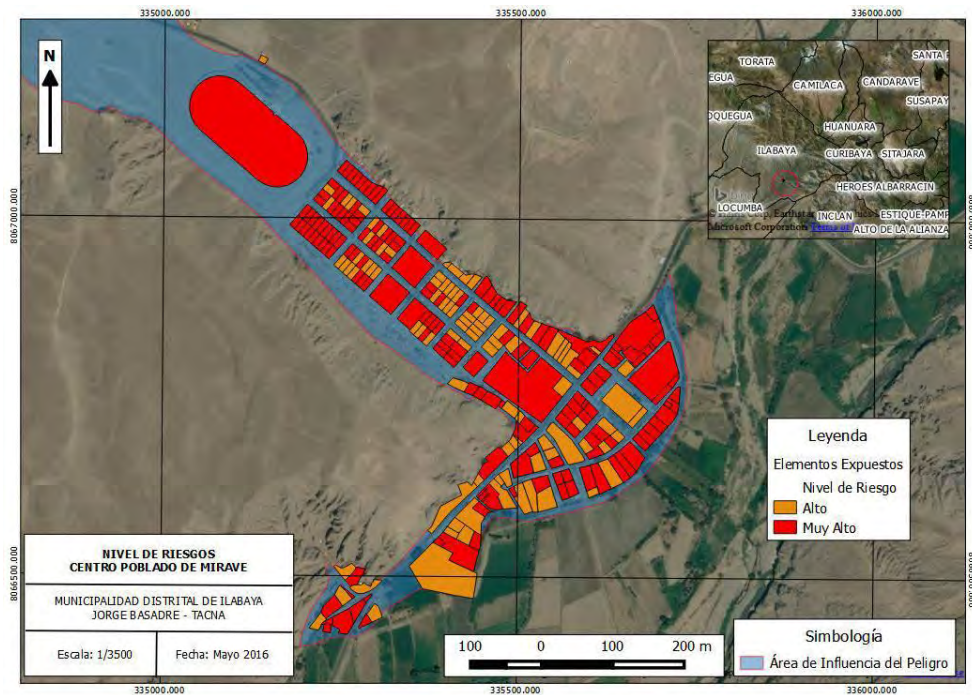 335000.000
335500.000
336000.000
N
TORATA
SANTA
EGUA
CAMILACA
CANDARAVE
SUSAPAY
OQUEGUA
HUANUARA
ILABAYA
CURIBAYA
SITAJARA
HEROES ALBARRACIN
LOCUMBA
INCLAN
ESTIQUE-PAMP
Microsoft Corporation Terms of
ALTO DE LA ALIANZA
8067000.000
8066500.000
Leyenda
Elementos Expuestos
Nivel de Riesgo
Alto
Muy Alto
NIVEL DE RIESGOS
CENTRO POBLADO DE MIRAVE
MUNICIPALIDAD DISTRITAL DE ILABAYA
JORGE BASADRE - TACNA
Escala: 1/3500
Fecha: Mayo 2016
100 0 100 200 m
Simbología
Área de Influencia del Peligro
335000.000
335500.000
336000.000